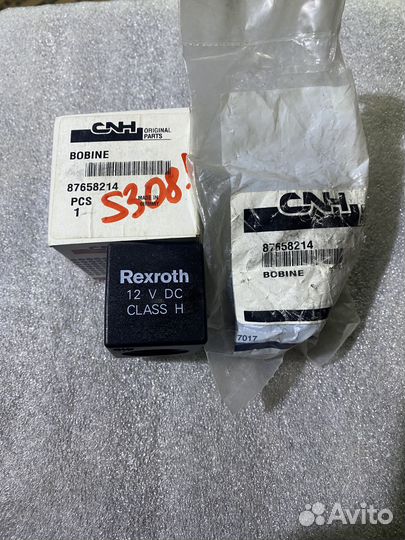 CNH
ORIGINAL
PARTS
BOBINE
87658214
PCS
1
MADE IN
S308
CNH
87658214
BOBINE
7017
Rexroth
12 V DC
CLASS H
Avito